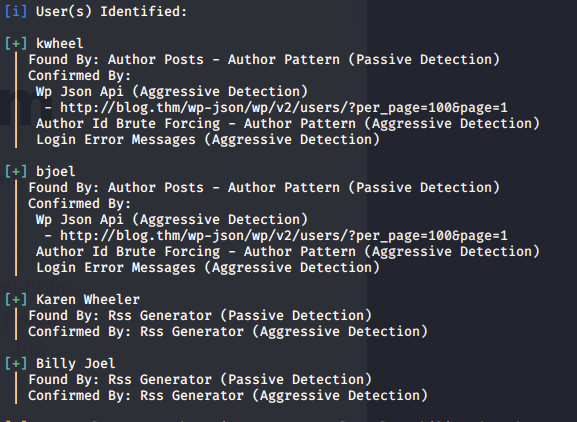 [i] User(s) Identified:
[+] kwheel
| Found By: Author Posts - Author Pattern (Passive Detection)
| Confirmed By:
|  Wp Json Api (Aggressive Detection)
|   - http://blog.thm/wp-json/wp/v2/users/?per_page=100&page=1
|  Author Id Brute Forcing - Author Pattern (Aggressive Detection)
|  Login Error Messages (Aggressive Detection)
[+] bjoel
| Found By: Author Posts - Author Pattern (Passive Detection)
| Confirmed By:
|  Wp Json Api (Aggressive Detection)
|   - http://blog.thm/wp-json/wp/v2/users/?per_page=100&page=1
|  Author Id Brute Forcing - Author Pattern (Aggressive Detection)
|  Login Error Messages (Aggressive Detection)
[+] Karen Wheeler
| Found By: Rss Generator (Passive Detection)
| Confirmed By: Rss Generator (Aggressive Detection)
[+] Billy Joel
| Found By: Rss Generator (Passive Detection)
| Confirmed By: Rss Generator (Aggressive Detection)